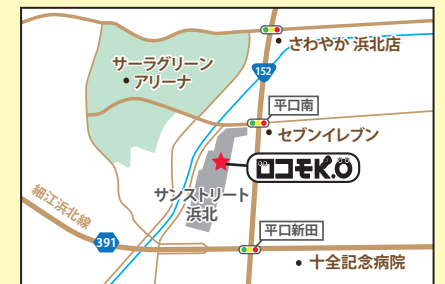 さわやか 浜北店
サーラグリーン
アリーナ
152
平口南
セブンイレブン
ロコモK.O
サンストリート
浜北
細江浜北線
391
平口新田
十全記念病院